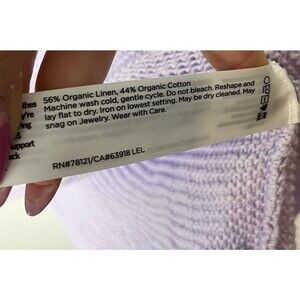 56% Organic Linen, 44% Organic Cotton
Machine wash cold, gentle cycle. Do not bleach. Reshape and
lay flat to dry. Iron on lowest setting. May be dry cleaned. May
snag on Jewelry. Wear with Care.
support
RN#78121/CA#63918 LEL